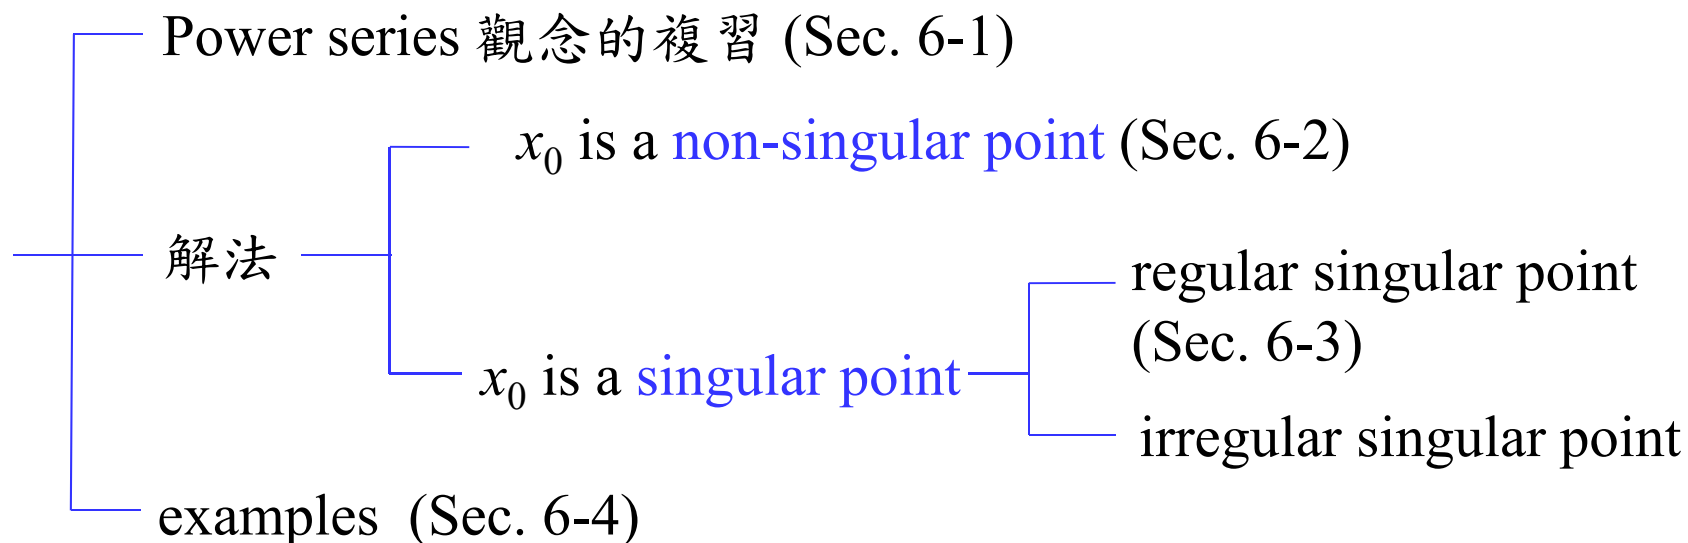 Power series 觀念的複習 (Sec. 6-1)
x0 is a non-singular point (Sec. 6-2)
解法
regular singular point
(Sec. 6-3)
x0 is a singular point
irregular singular point
examples (Sec. 6-4)